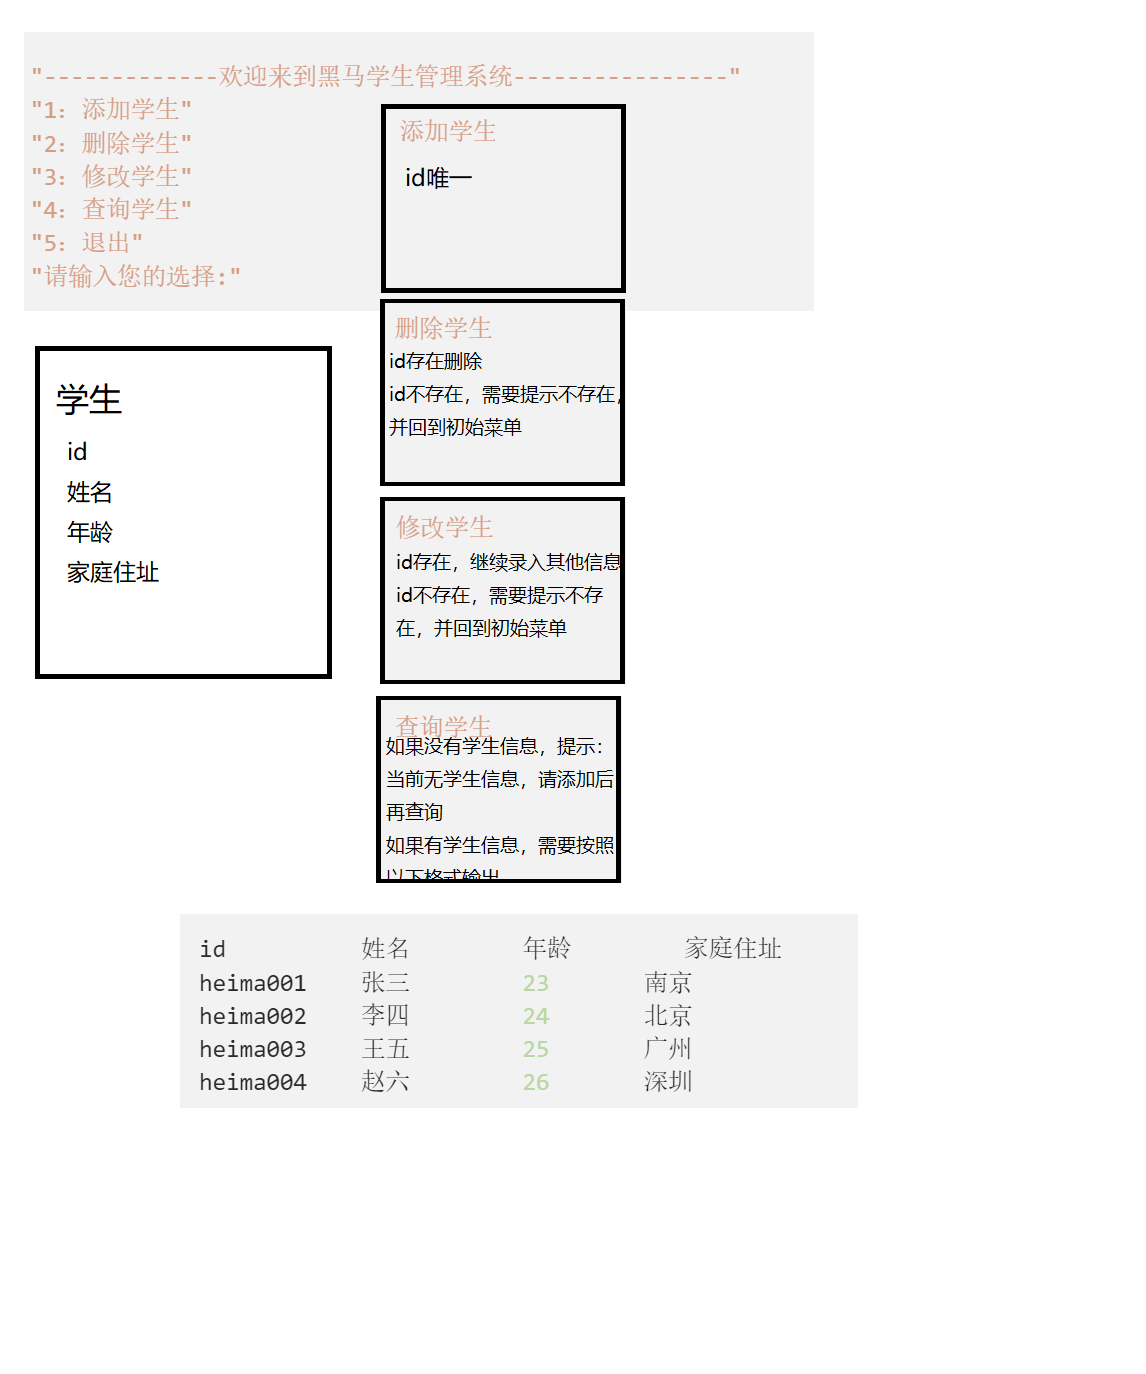 "-------------欢迎来到黑马学生管理系统----------------"
"1：添加学生"
"2：删除学生"
"3：修改学生"
"4：查询学生"
"5：退出"
"请输入您的选择:"
添加学生
id唯一
删除学生
id存在删除
id不存在，需要提示不存在，
并回到初始菜单
学生
id
姓名
年龄
家庭住址
修改学生
id存在，继续录入其他信息
id不存在，需要提示不存
在，并回到初始菜单
查询学生
如果没有学生信息，提示：
当前无学生信息，请添加后
再查询
如果有学生信息，需要按照
以下格式输出
id 姓名 年龄 家庭住址
heima001 张三 23 南京
heima002 李四 24 北京
heima003 王五 25 广州
heima004 赵六 26 深圳